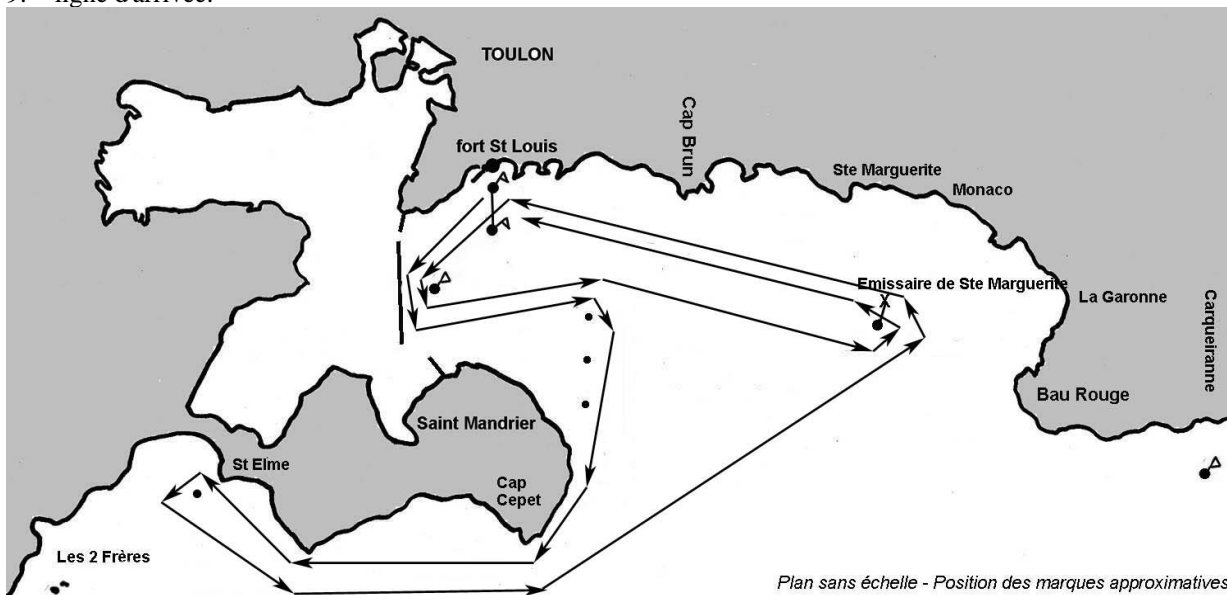 9. ligne d'arrivée.
TOULON
fort St Louis
Cap Brun
Ste Marguerite
Monaco
Emissaire de Ste Marguerite
X
La Garonne
Carqueiranne
Bau Rouge
Saint Mandrier
St Elme
Cap
Cepet
Les 2 Frères
Plan sans échelle - Position des marques approximatives